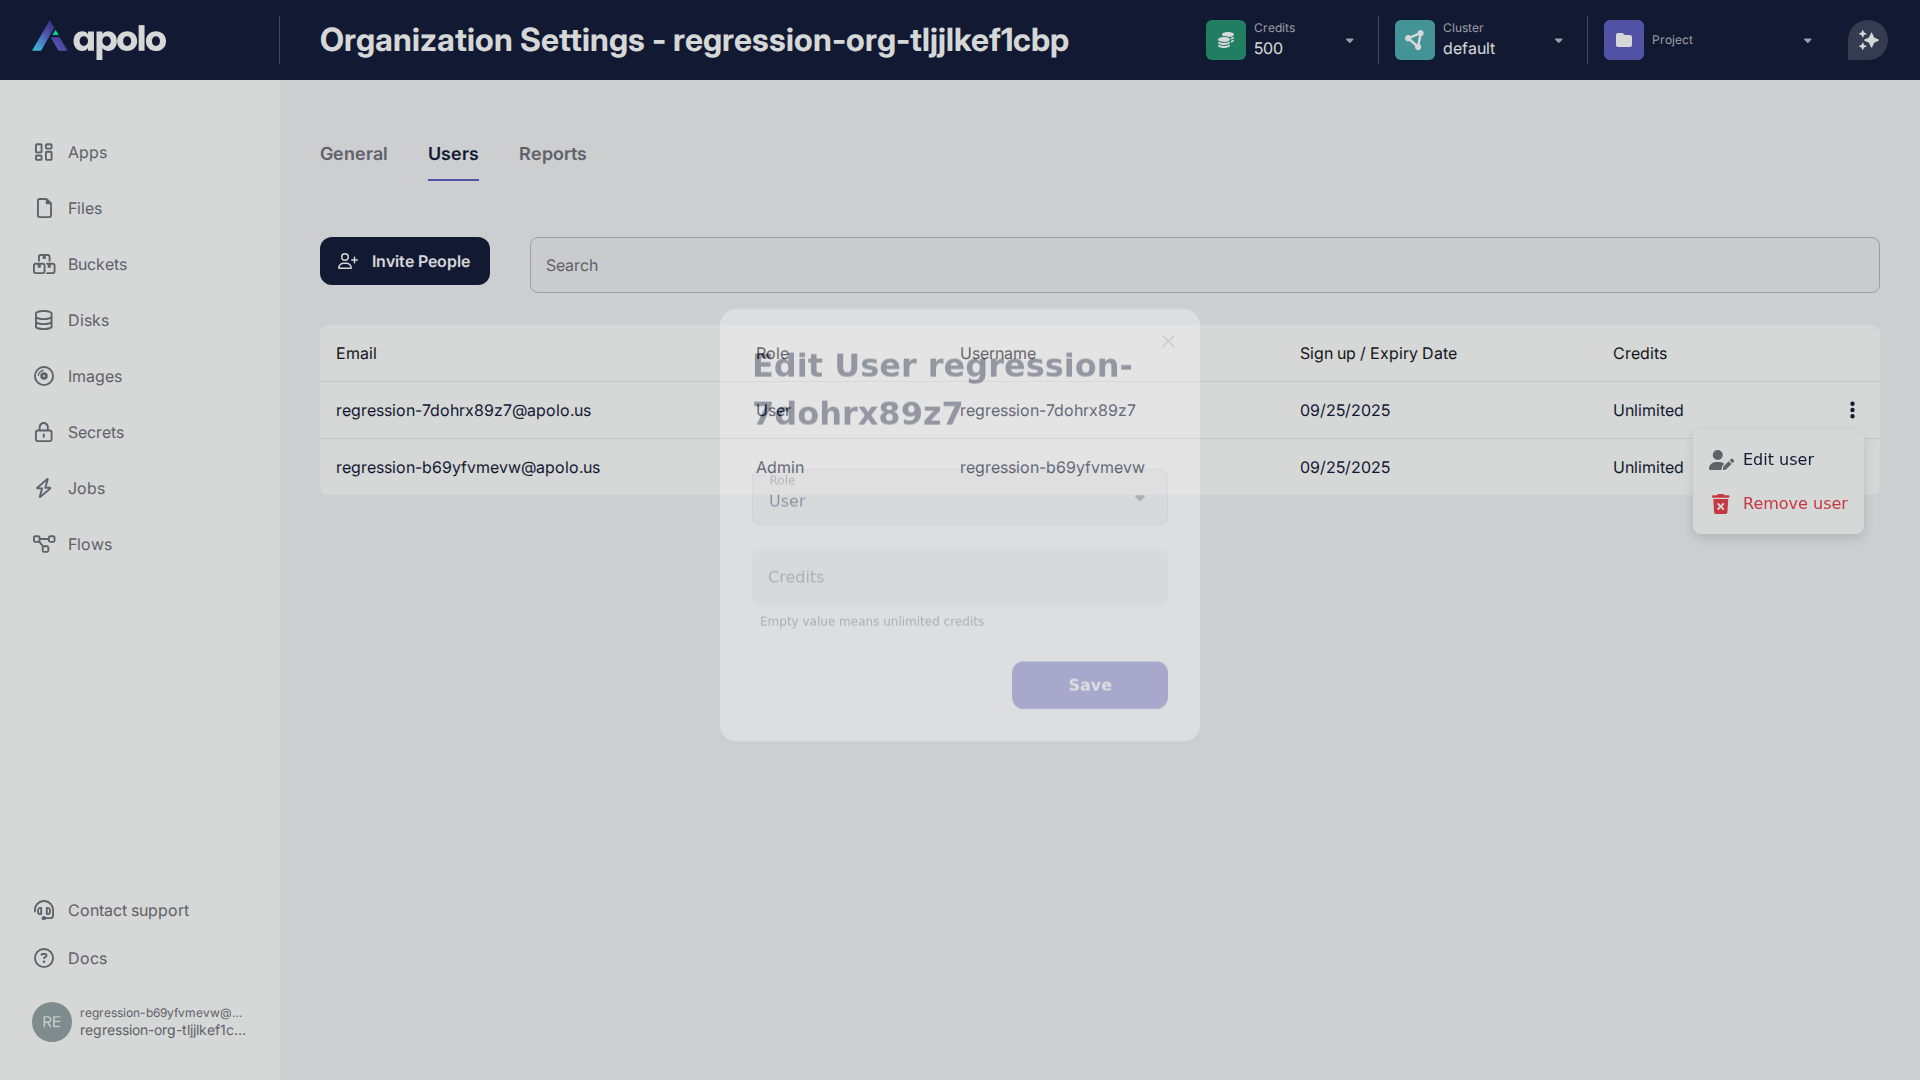 apolo
Organization Settings - regression-org-tljjlkef1cbp
Credits
500
Cluster
default
Project
Apps
Files
Buckets
Disks
Images
Secrets
Jobs
Flows
Contact support
Docs
RE
regression-b69yfvmevw@...
regression-org-tljjlkef1c...
General
Users
Reports
Invite People
Search
Email
Role
Username
Sign up / Expiry Date
Credits
regression-7dohrx89z7@apolo.us
User
regression-7dohrx89z7
09/25/2025
Unlimited
regression-b69yfvmevw@apolo.us
Admin
regression-b69yfvmevw
09/25/2025
Unlimited
Edit user
Remove user
Edit User regression-
7dohrx89z7
Role
User
Credits
Empty value means unlimited credits
Save